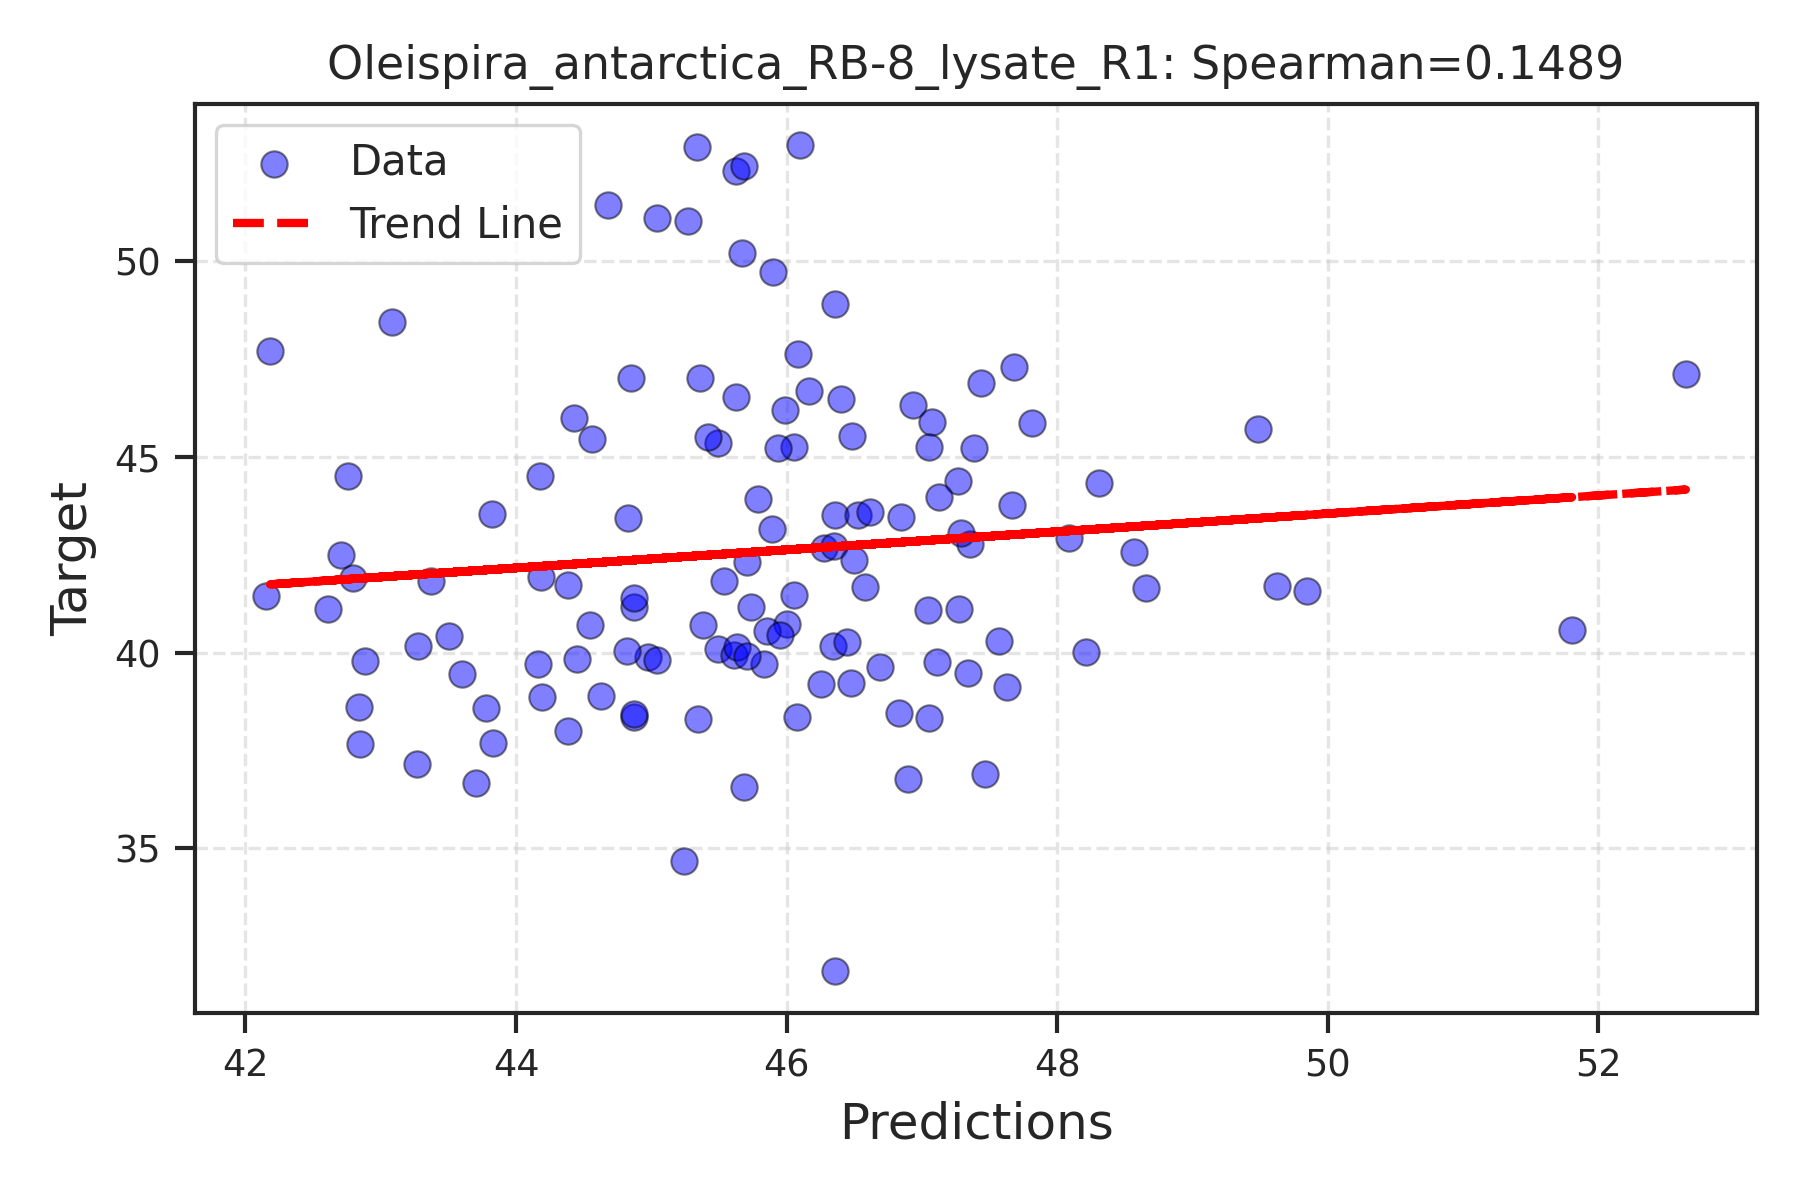 Oleispira_antarctica_RB-8_lysate_R1: Spearman=0.1489
Data
Trend Line
Target
50
45
40
35
42 44 46 48 50 52
Predictions